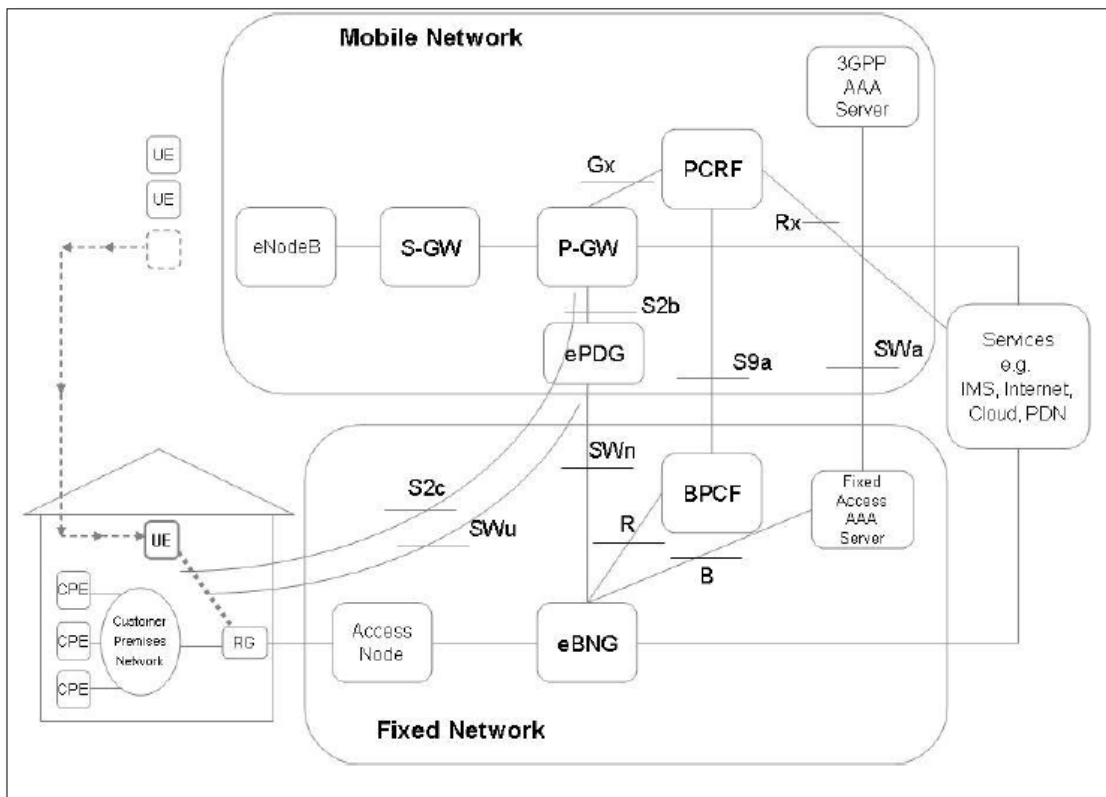 Mobile Network
3GPP
AAA
Server
UE
UE
Gx
PCRF
Rx
eNodeB
S-GW
P-GW
S2b
ePDG
S9a
SWa
Services
e.g.
IMS, Internet,
Cloud, PDN
SWn
S2c
SWu
BPCF
Fixed
Access
AAA
Server
R
B
UE
CPE
CPE
CPE
Customer
Premises
Network
RG
Access
Node
eBNG
Fixed Network